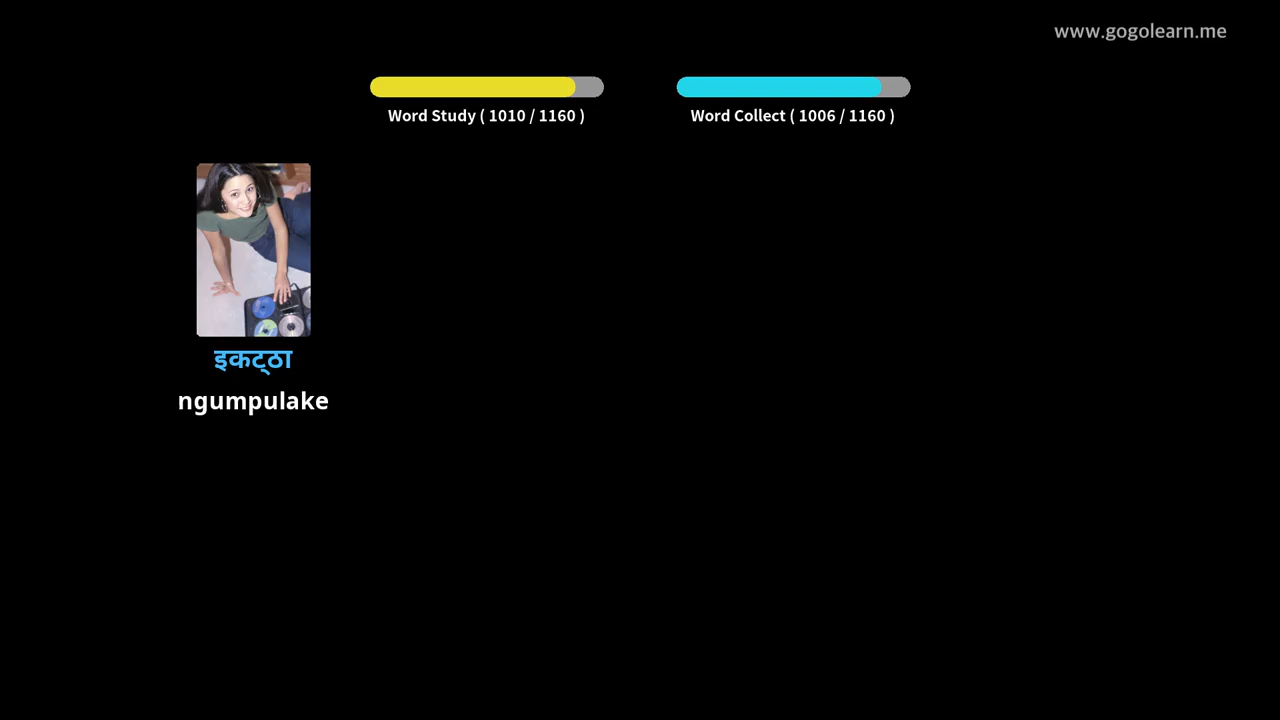 www.gogolearn.me
Word Study ( 1010 / 1160 )
Word Collect ( 1006 / 1160 )
इकट्ठा
ngumpulake